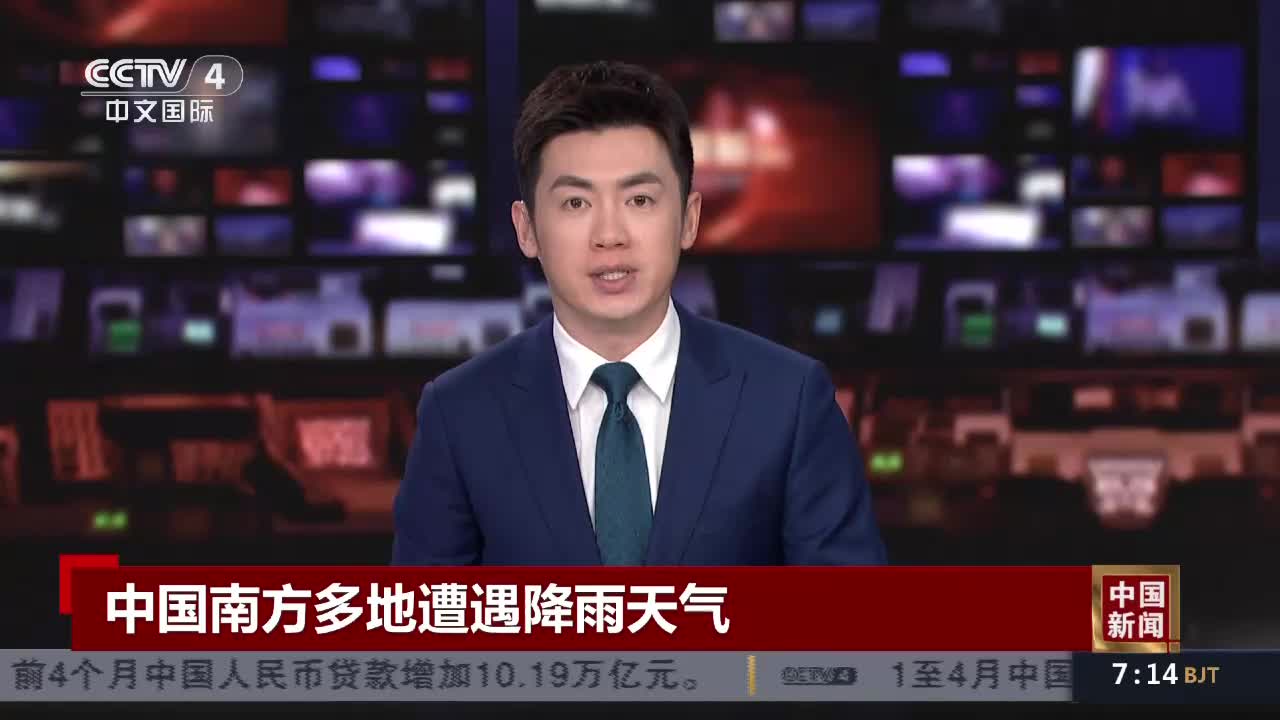 CCTV 4
中文国际
中国南方多地遭遇降雨天气
中国
新闻
前4个月中国人民币贷款增加10.19万亿元。 CCTV4 1至4月中国
7:14 BJT